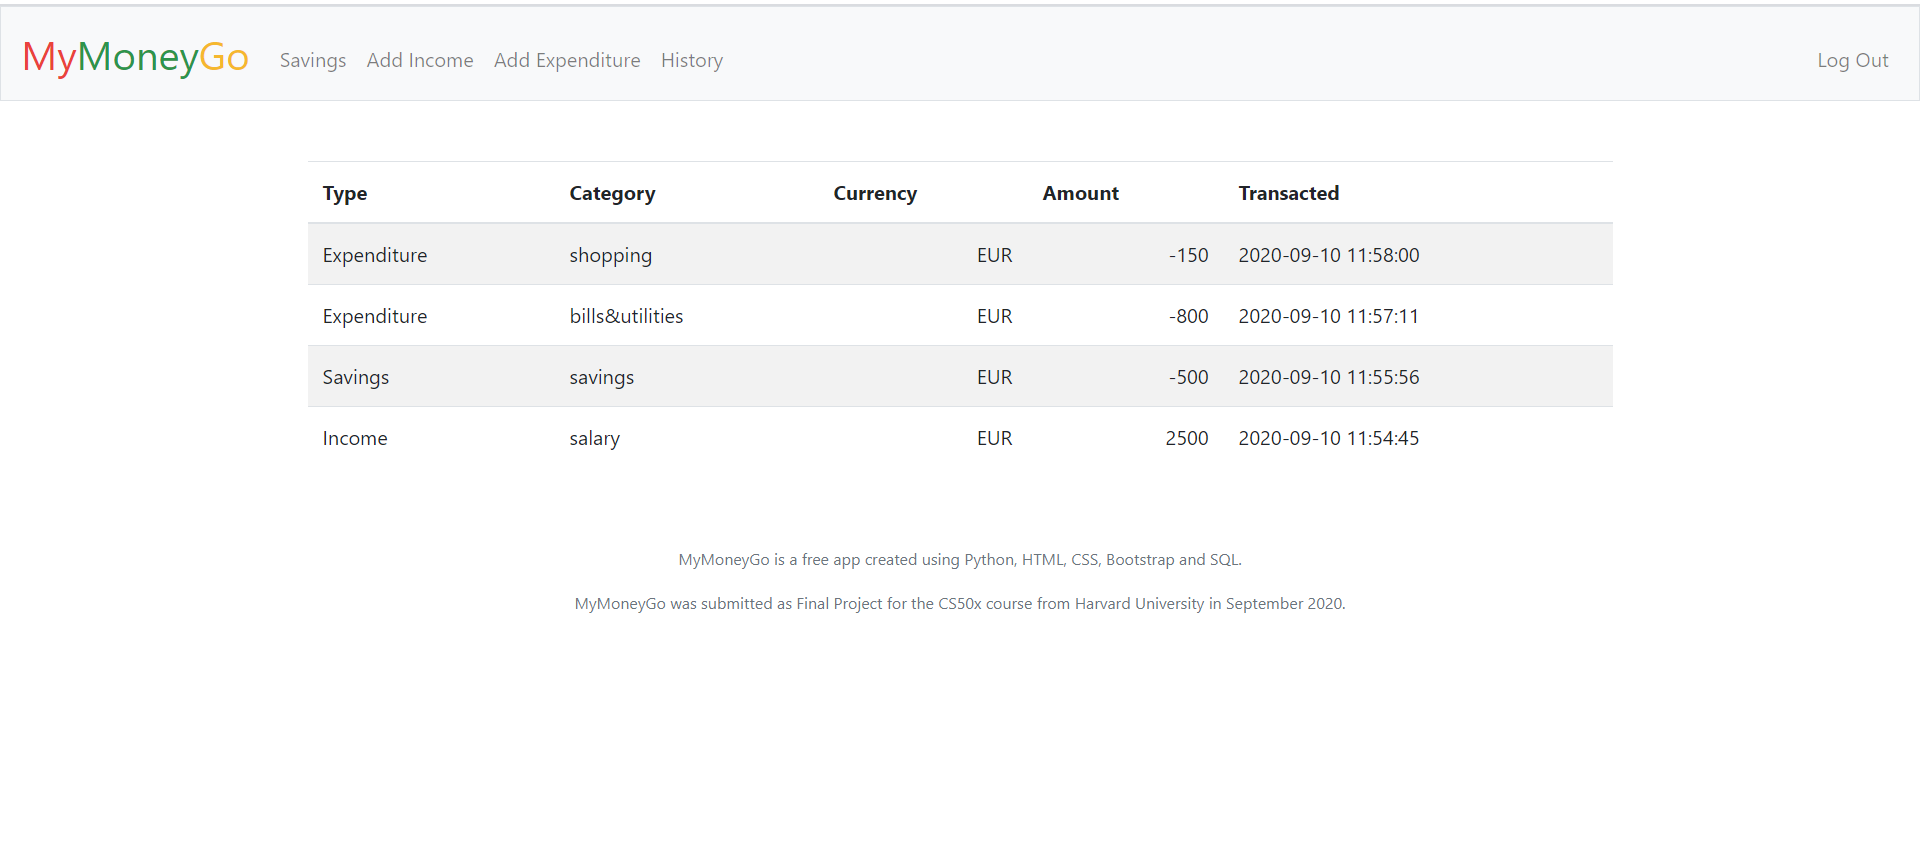 MyMoneyGo Savings Add Income Add Expenditure History Log Out
Type Category Currency Amount Transacted
Expenditure shopping EUR -150 2020-09-10 11:58:00
Expenditure bills&utilities EUR -800 2020-09-10 11:57:11
Savings savings EUR -500 2020-09-10 11:55:56
Income salary EUR 2500 2020-09-10 11:54:45
MyMoneyGo is a free app created using Python, HTML, CSS, Bootstrap and SQL.
MyMoneyGo was submitted as Final Project for the CS50x course from Harvard University in September 2020.